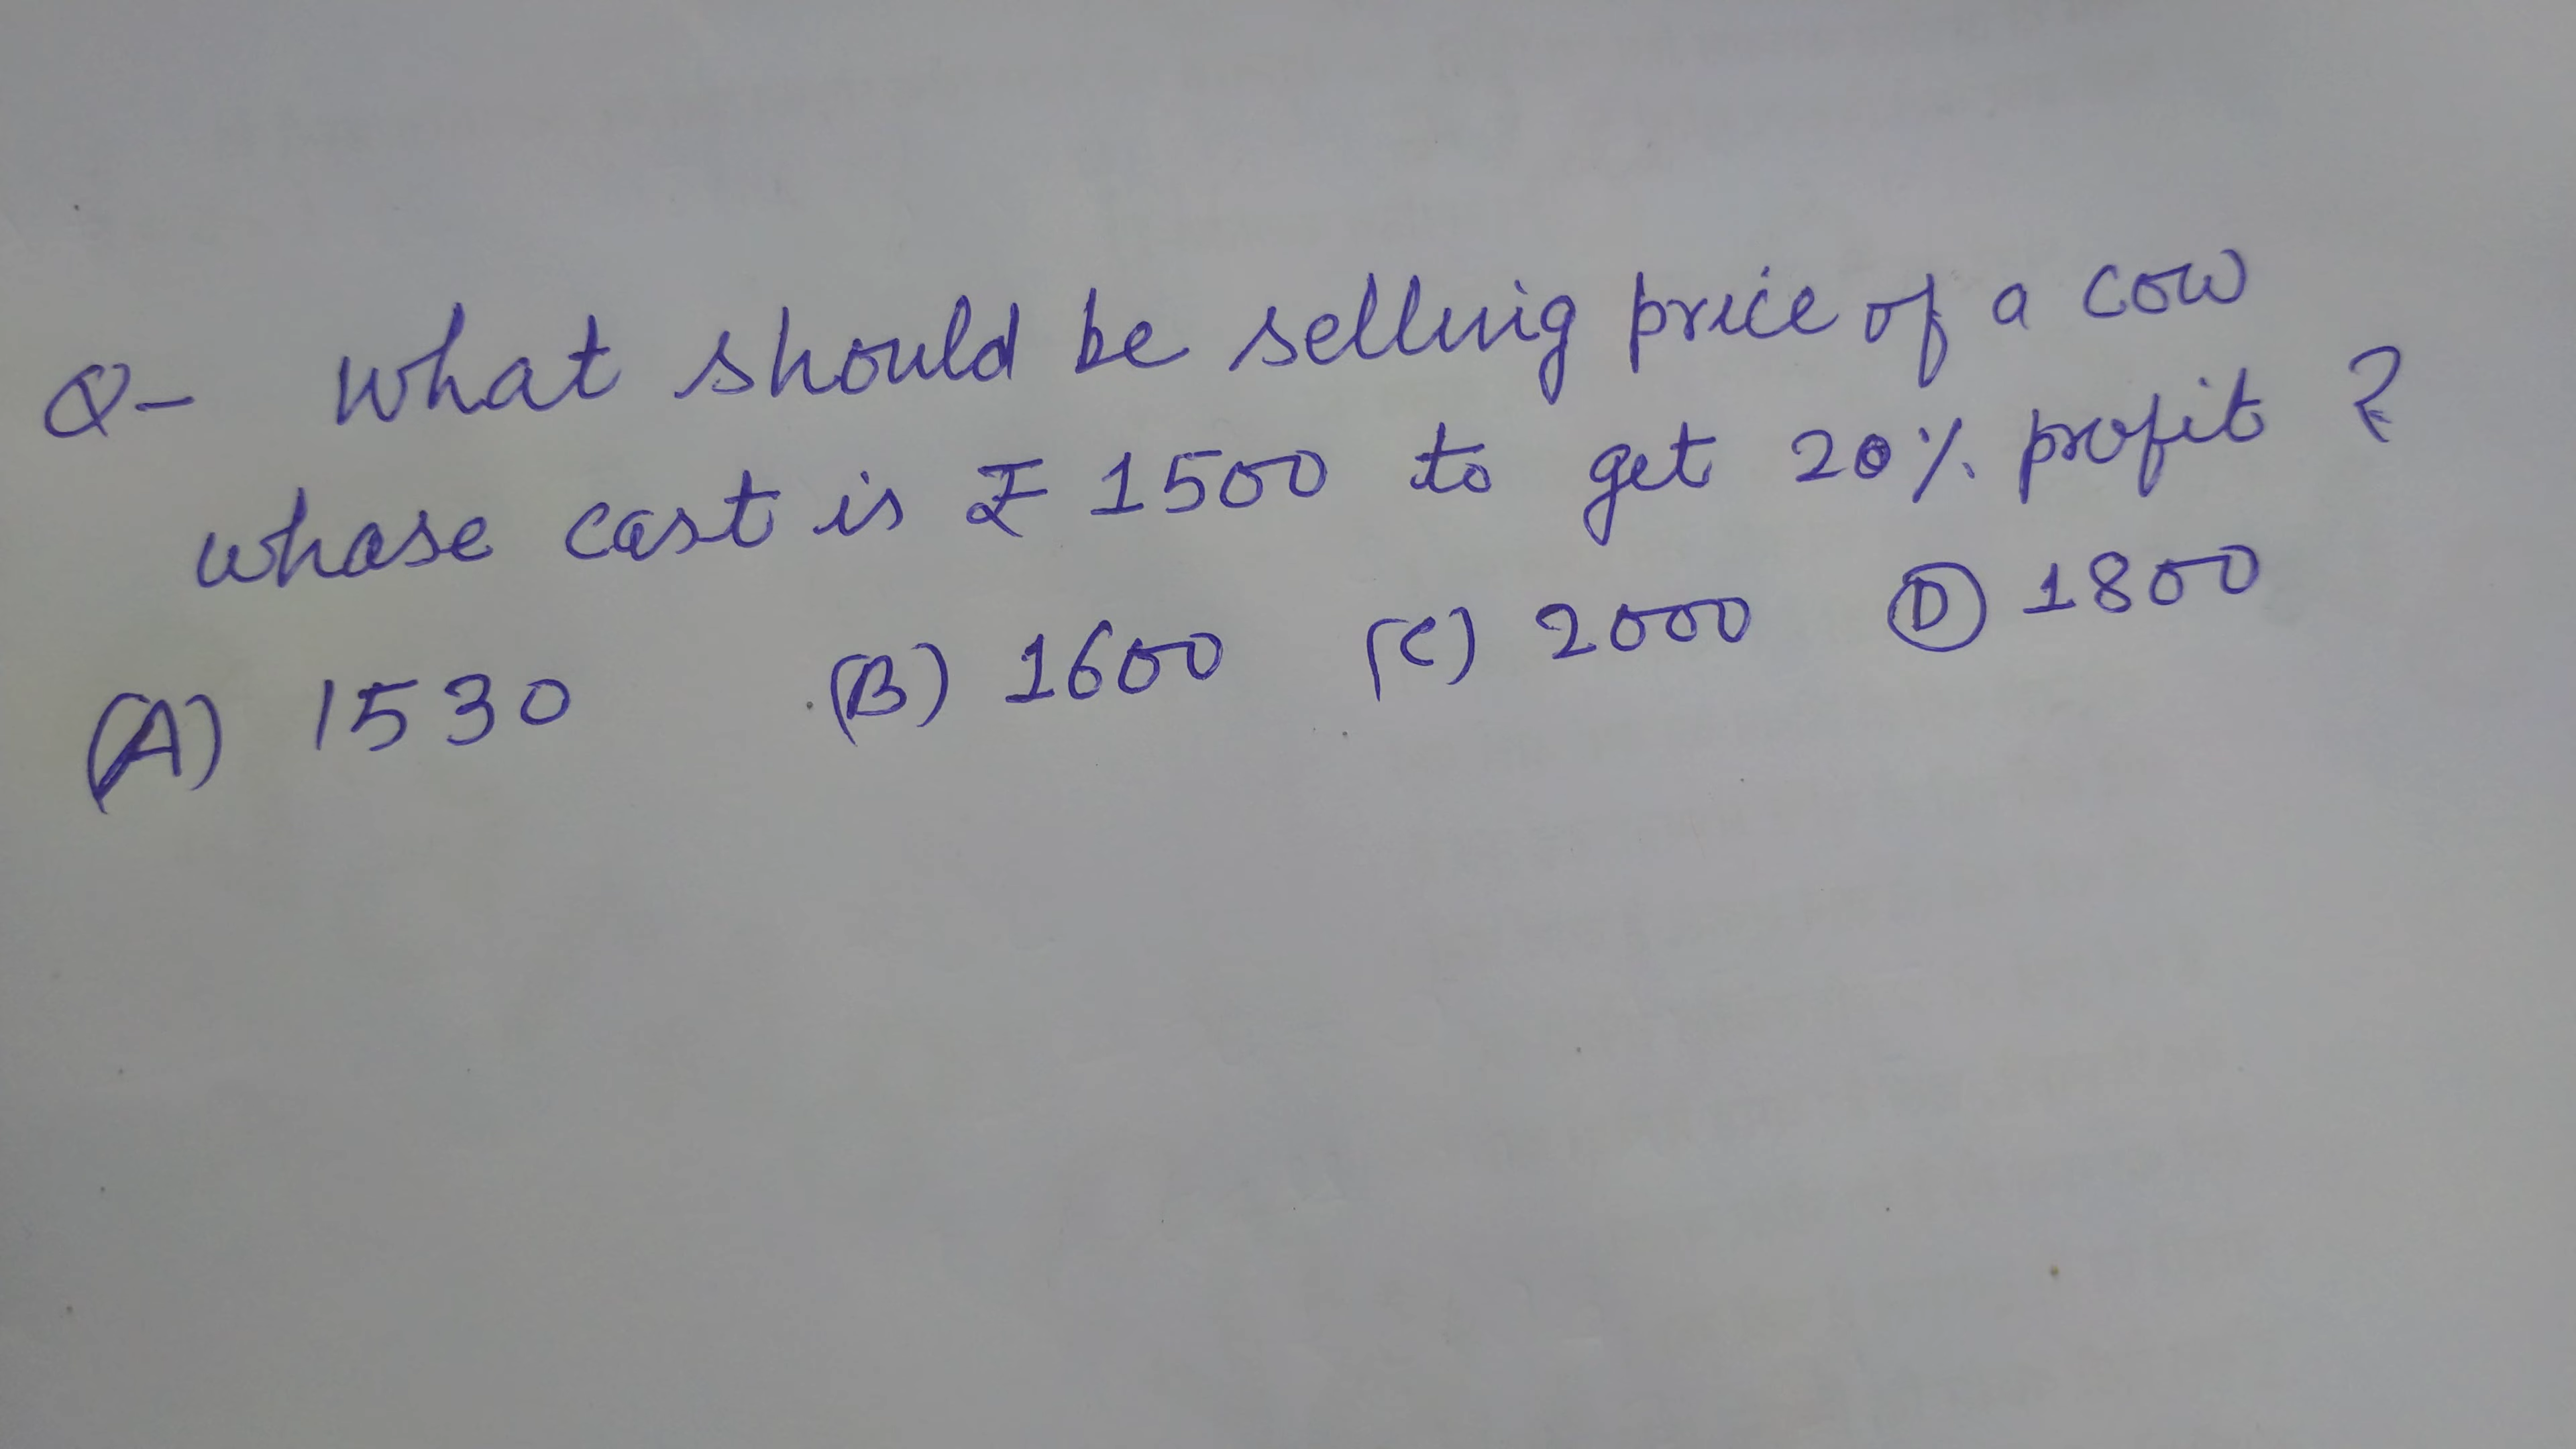 Q- What should be selling price of a cow
whose cost is ₹ 1500 to get 20% profit ?
(A) 1530 (B) 1600 (C) 2000 (D) 1800